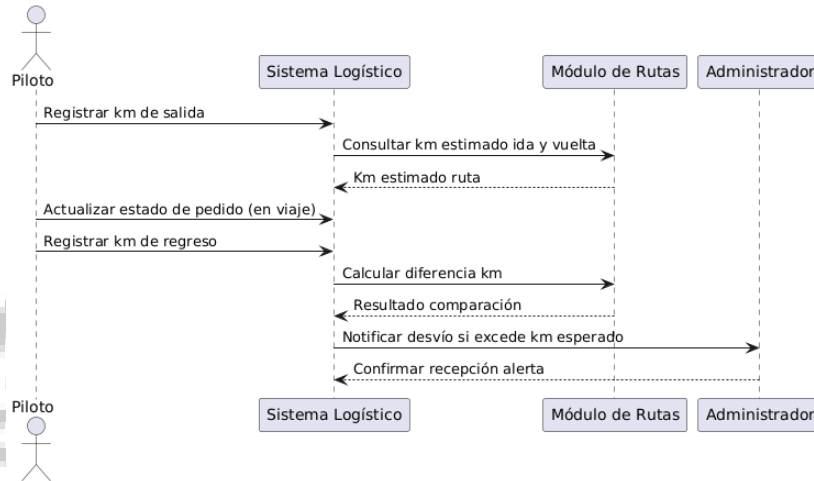 Piloto
Sistema Logístico
Módulo de Rutas
Administrador
Registrar km de salida
Consultar km estimado ida y vuelta
Km estimado ruta
Actualizar estado de pedido (en viaje)
Registrar km de regreso
Calcular diferencia km
Resultado comparación
Notificar desvío si excede km esperado
Confirmar recepción alerta
Piloto
Sistema Logístico
Módulo de Rutas
Administrador